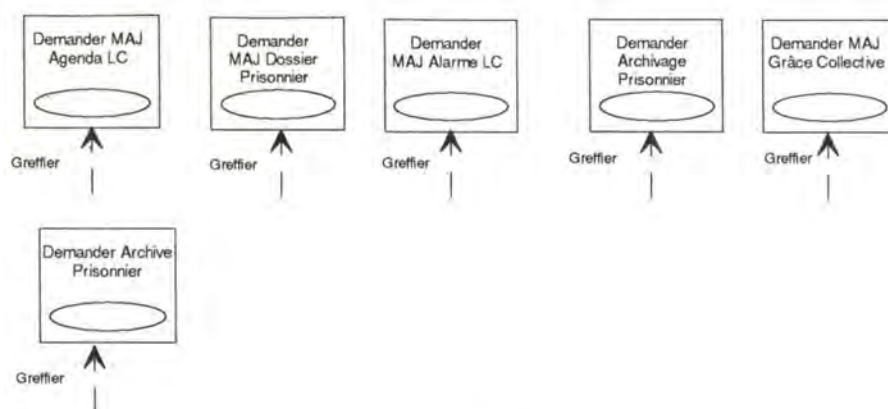 Demander MAJ
Agenda LC
Greffier
Demander
MAJ Dossier
Prisonnier
Greffier
Demander
MAJ Alarme LC
Greffier
Demander
Archivage
Prisonnier
Greffier
Demander MAJ
Grâce Collective
Greffier
Demander Archive
Prisonnier
Greffier